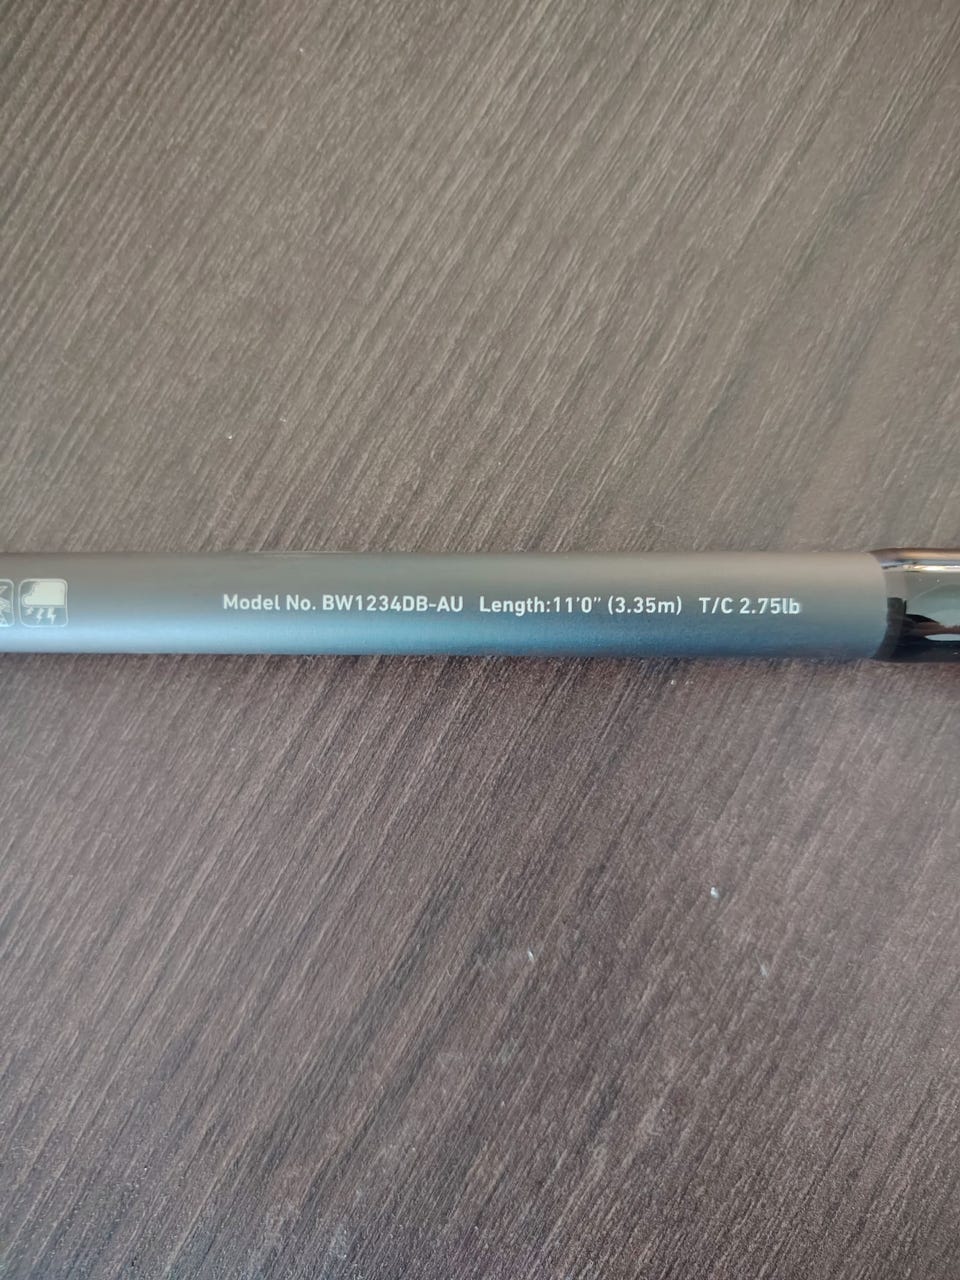 Model No. BW1234DB-AU Length:11'0" (3.35m) T/C 2.75lb